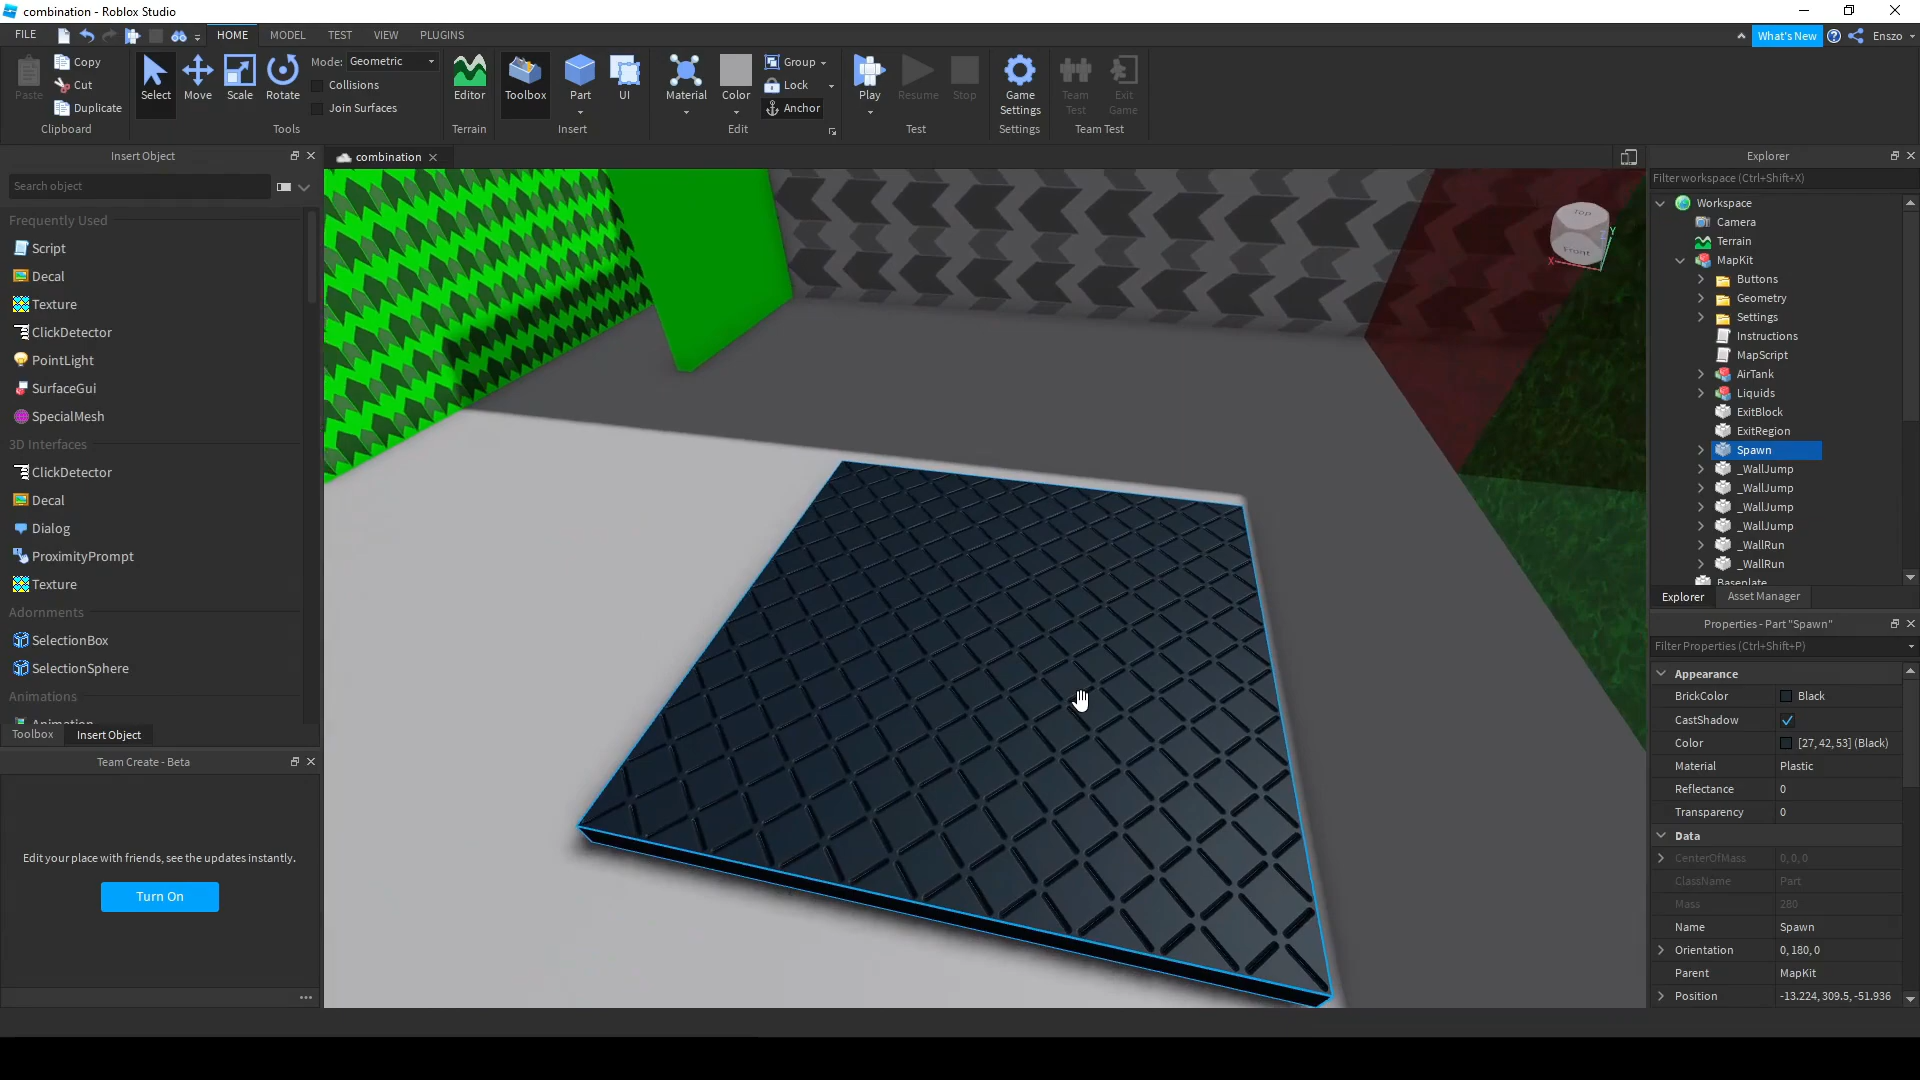 combination - Roblox Studio
FILE HOME MODEL TEST VIEW PLUGINS What's New Enszo
Paste Copy Cut Duplicate Clipboard
Select Move Scale Rotate Mode: Geometric Collisions Join Surfaces Tools
Editor Terrain
Toolbox Part UI Insert
Material Color Group Lock Anchor Edit
Play Resume Stop Test
Game Settings Settings
Team Test Exit Game Team Test
Insert Object
Search object
Frequently Used
Script
Decal
Texture
ClickDetector
PointLight
SurfaceGui
SpecialMesh
3D Interfaces
ClickDetector
Decal
Dialog
ProximityPrompt
Texture
Adornments
SelectionBox
SelectionSphere
Animations
Animation
Toolbox Insert Object
Team Create - Beta
Edit your place with friends, see the updates instantly.
Turn On
combination
Top
Front
X
Y
Explorer
Filter workspace (Ctrl+Shift+X)
Workspace
Camera
Terrain
MapKit
Buttons
Geometry
Settings
Instructions
MapScript
AirTank
Liquids
ExitBlock
ExitRegion
Spawn
_WallJump
_WallJump
_WallJump
_WallJump
_WallRun
_WallRun
Baseplate
Explorer Asset Manager
Properties - Part "Spawn"
Filter Properties (Ctrl+Shift+P)
Appearance
BrickColor Black
CastShadow
Color [27, 42, 53] (Black)
Material Plastic
Reflectance 0
Transparency 0
Data
CenterOfMass 0, 0, 0
ClassName Part
Mass 280
Name Spawn
Orientation 0, 180, 0
Parent MapKit
Position -13.224, 309.5, -51.936